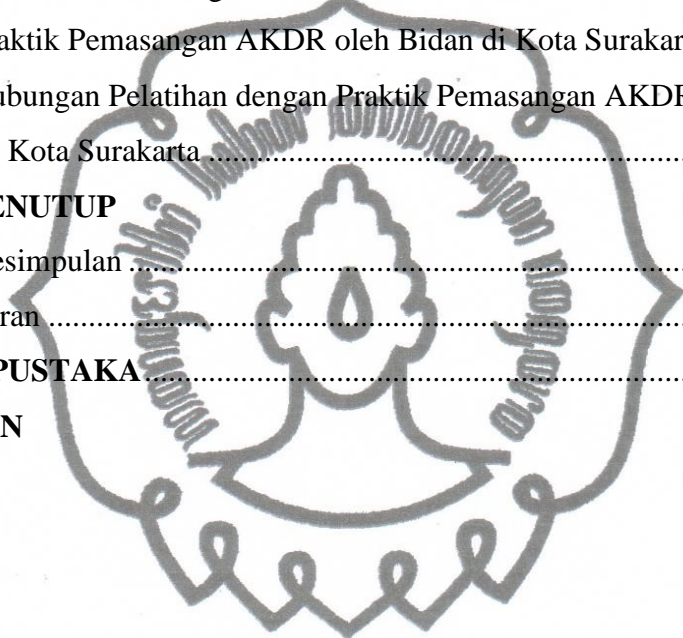 aktik Pemasangan AKDR oleh Bidan di Kota Surakar
ubungan Pelatihan dengan Praktik Pemasangan AKDR
Kota Surakarta ....................................................
ENUTUP
esimpulan ................................................................
ran ............................................................................
PUSTAKA ..............................................................
N